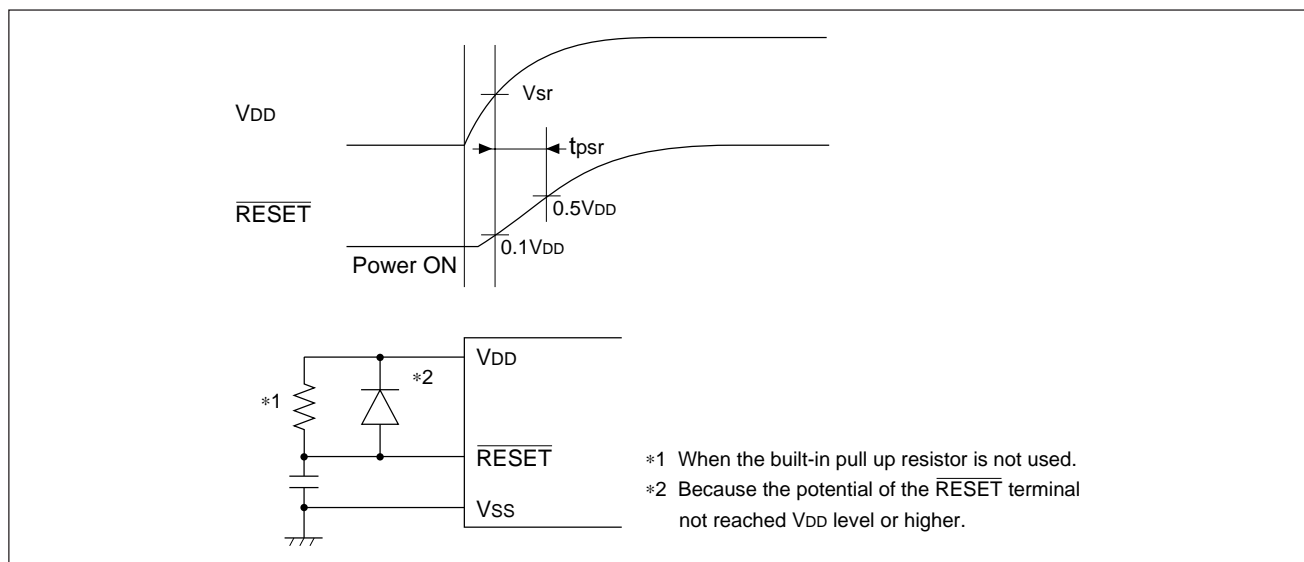 VDD
Vsr
tpsr
RESET
0.5VDD
0.1VDD
Power ON
VDD
*2
*1
RESET
VSS
*1 When the built-in pull up resistor is not used.
*2 Because the potential of the RESET terminal
not reached VDD level or higher.